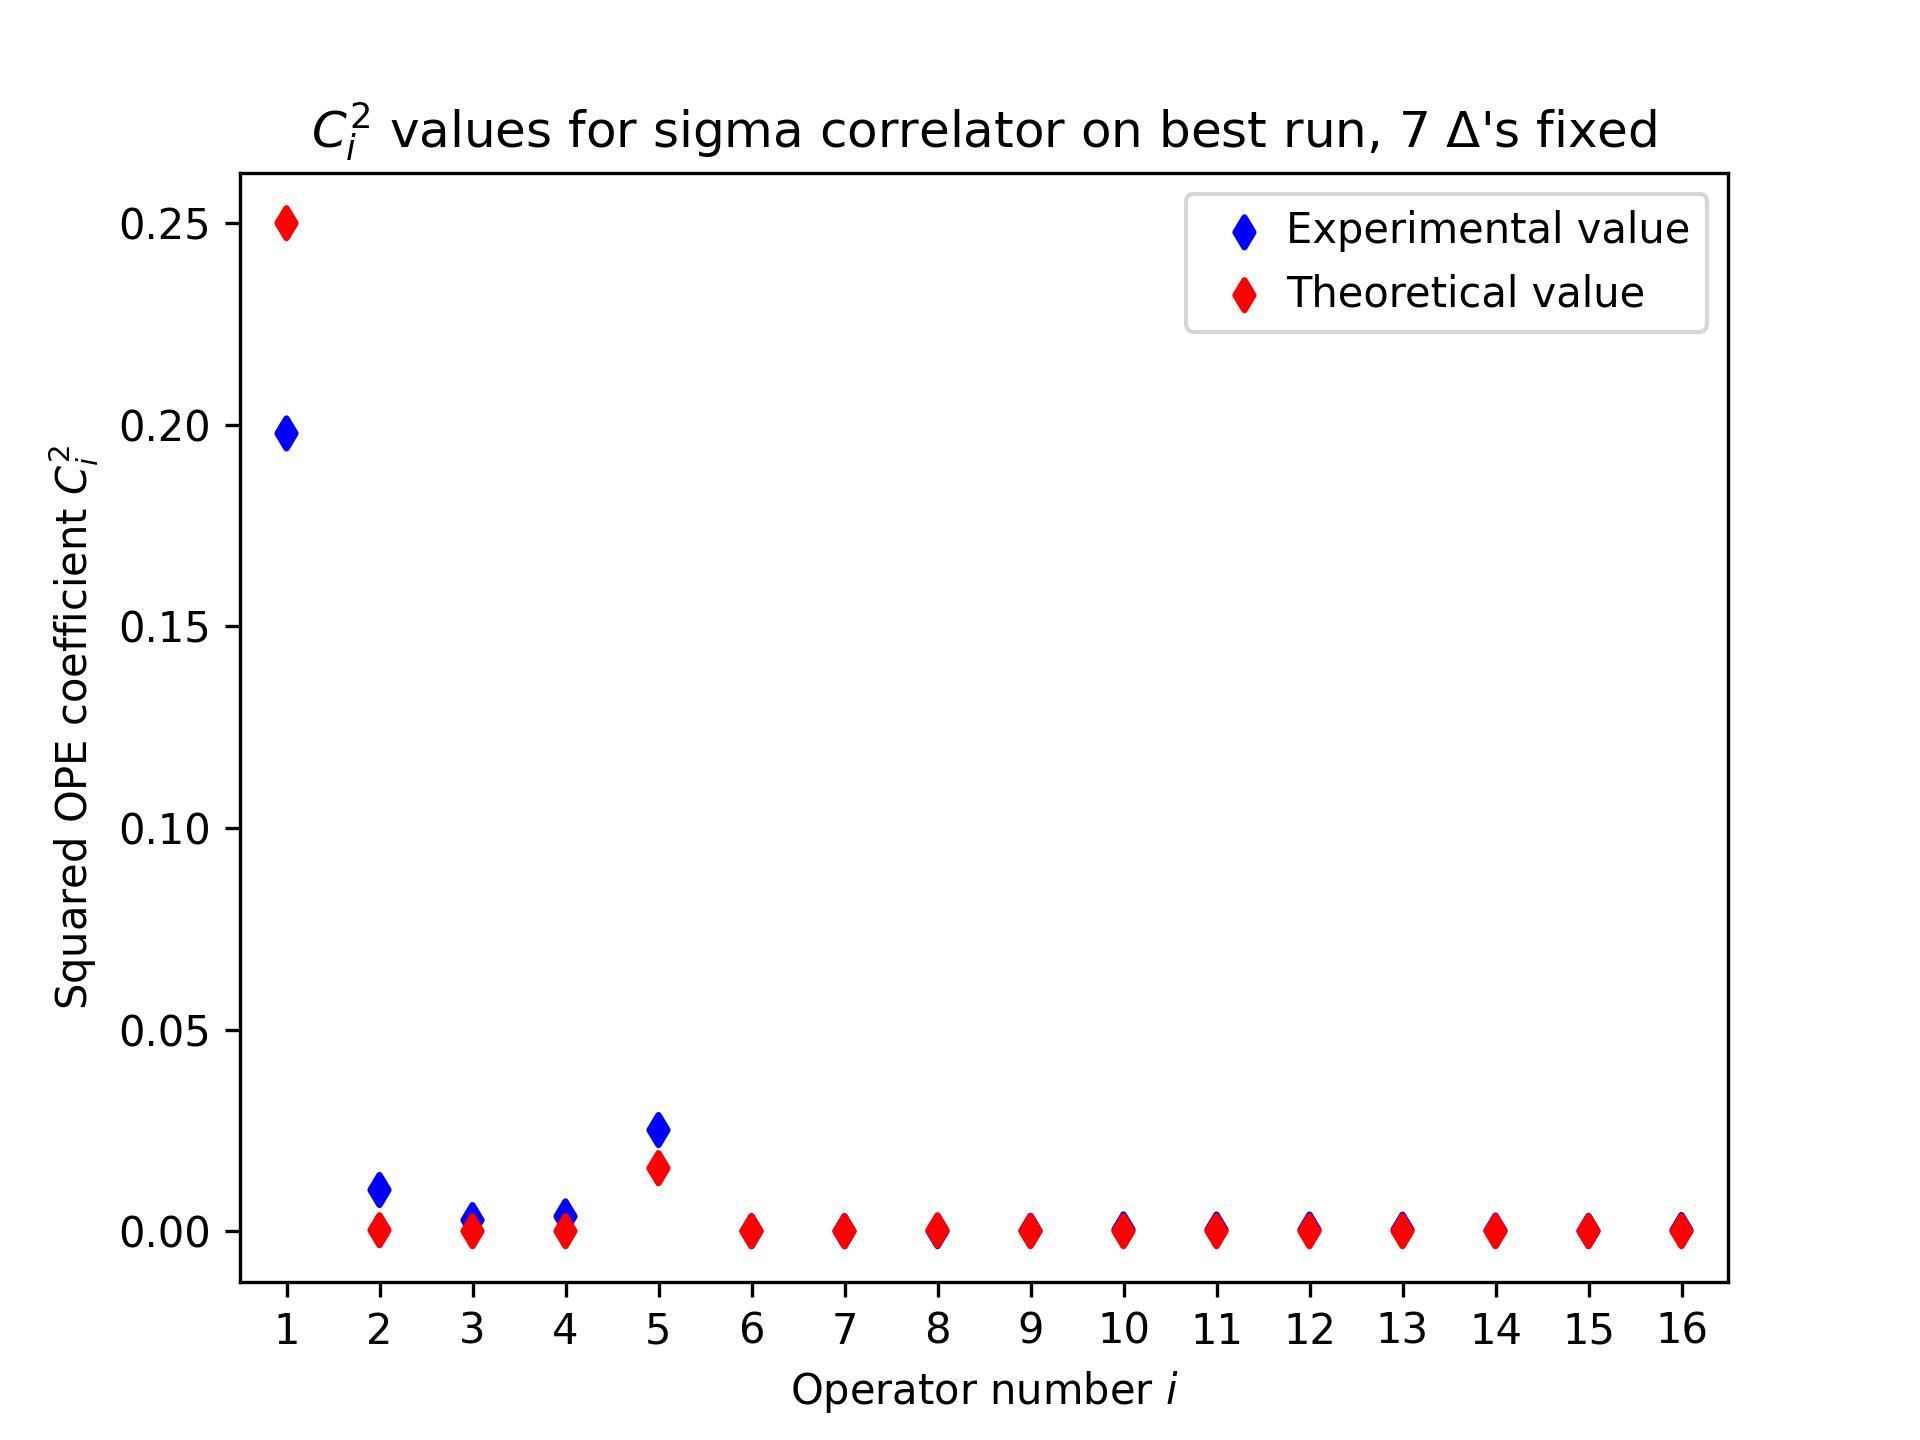 $C_i^2$ values for sigma correlator on best run, 7 Δ's fixed
Experimental value
Theoretical value
Squared OPE coefficient $C_i^2$
0.25
0.20
0.15
0.10
0.05
0.00
1 2 3 4 5 6 7 8 9 10 11 12 13 14 15 16
Operator number i